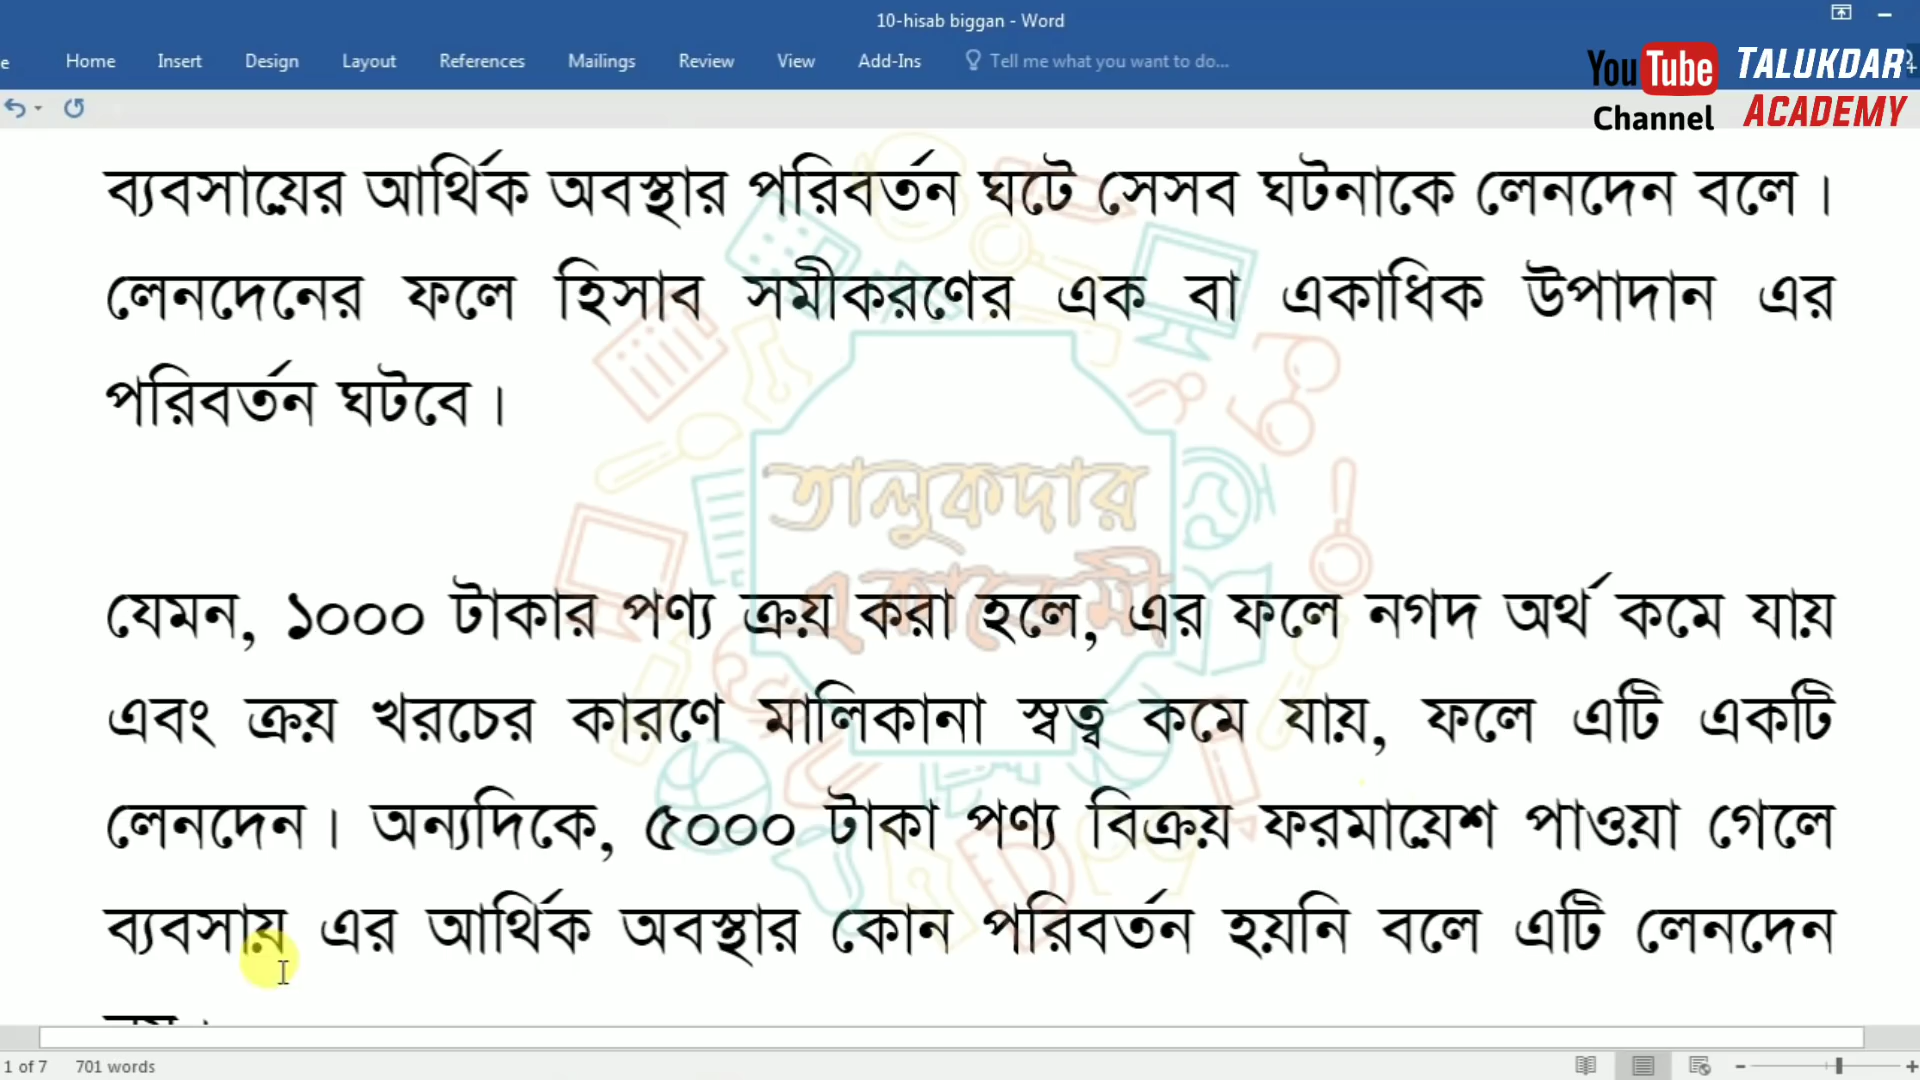 10-hisab biggan - Word
e Home Insert Design Layout References Mailings Review View Add-Ins Tell me what you want to do...
YouTube TALUKDAR
Channel ACADEMY
ব্যবসায়ের আর্থিক অবস্থার পরিবর্তন ঘটে সেসব ঘটনাকে লেনদেন বলে।
লেনদেনের ফলে হিসাব সমীকরণের এক বা একাধিক উপাদান এর
পরিবর্তন ঘটবে।
তালুকদার
একাডেমী
যেমন, ১০০০ টাকার পণ্য ক্রয় করা হলে, এর ফলে নগদ অর্থ কমে যায়
এবং ক্রয় খরচের কারণে মালিকানা স্বত্ব কমে যায়, ফলে এটি একটি
লেনদেন। অন্যদিকে, ৫০০০ টাকা পণ্য বিক্রয় ফরমায়েশ পাওয়া গেলে
ব্যবসায় এর আর্থিক অবস্থার কোন পরিবর্তন হয়নি বলে এটি লেনদেন
1 of 7 701 words